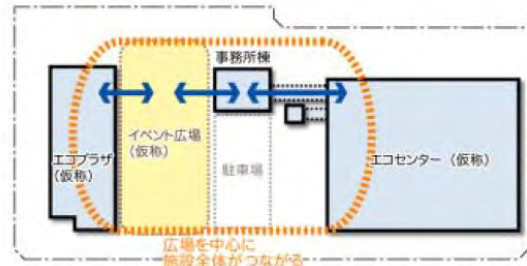 事務所棟
イベント広場
(仮称)
エコプラザ
(仮称)
駐車場
エコセンター (仮称)
広場を中心に
施設全体がつながる